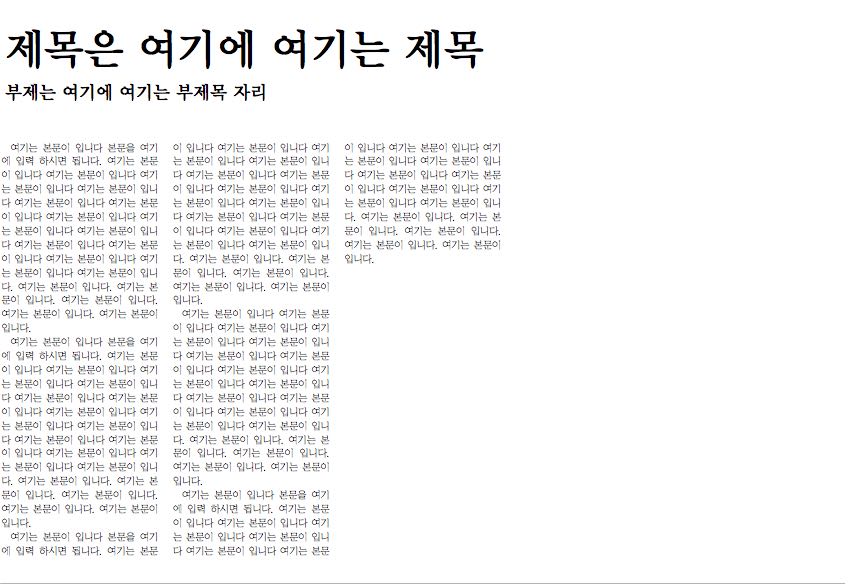 제목은 여기에 여기는 제목
부제는 여기에 여기는 부제목 자리
여기는 본문이 입니다 본문을 여기
에 입력 하시면 됩니다. 여기는 본문
이 입니다 여기는 본문이 입니다 여기
는 본문이 입니다 여기는 본문이 입니
다 여기는 본문이 입니다 여기는 본문
이 입니다 여기는 본문이 입니다 여기
는 본문이 입니다 여기는 본문이 입니
다 여기는 본문이 입니다 여기는 본문
이 입니다 여기는 본문이 입니다 여기
는 본문이 입니다 여기는 본문이 입니
다. 여기는 본문이 입니다. 여기는 본
문이 입니다. 여기는 본문이 입니다.
여기는 본문이 입니다. 여기는 본문이
입니다.
여기는 본문이 입니다 본문을 여기
에 입력 하시면 됩니다. 여기는 본문
이 입니다 여기는 본문이 입니다 여기
는 본문이 입니다 여기는 본문이 입니
다 여기는 본문이 입니다 여기는 본문
이 입니다 여기는 본문이 입니다 여기
는 본문이 입니다 여기는 본문이 입니
다 여기는 본문이 입니다 여기는 본문
이 입니다 여기는 본문이 입니다 여기
는 본문이 입니다 여기는 본문이 입니
다. 여기는 본문이 입니다. 여기는 본
문이 입니다. 여기는 본문이 입니다.
여기는 본문이 입니다. 여기는 본문이
입니다.
여기는 본문이 입니다 본문을 여기
에 입력 하시면 됩니다. 여기는 본문
이 입니다 여기는 본문이 입니다 여기
는 본문이 입니다 여기는 본문이 입니
다 여기는 본문이 입니다 여기는 본문
이 입니다 여기는 본문이 입니다 여기
는 본문이 입니다 여기는 본문이 입니
다 여기는 본문이 입니다 여기는 본문
이 입니다 여기는 본문이 입니다 여기
는 본문이 입니다 여기는 본문이 입니
다. 여기는 본문이 입니다. 여기는 본
문이 입니다. 여기는 본문이 입니다.
여기는 본문이 입니다. 여기는 본문이
입니다.
여기는 본문이 입니다 여기는 본문
이 입니다 여기는 본문이 입니다 여기
는 본문이 입니다 여기는 본문이 입니
다 여기는 본문이 입니다 여기는 본문
이 입니다 여기는 본문이 입니다 여기
는 본문이 입니다 여기는 본문이 입니
다 여기는 본문이 입니다 여기는 본문
이 입니다 여기는 본문이 입니다 여기
는 본문이 입니다 여기는 본문이 입니
다. 여기는 본문이 입니다. 여기는 본
문이 입니다. 여기는 본문이 입니다.
여기는 본문이 입니다. 여기는 본문이
입니다.
여기는 본문이 입니다 본문을 여기
에 입력 하시면 됩니다. 여기는 본문
이 입니다 여기는 본문이 입니다 여기
는 본문이 입니다 여기는 본문이 입니
다 여기는 본문이 입니다 여기는 본문
이 입니다 여기는 본문이 입니다 여기
는 본문이 입니다 여기는 본문이 입니
다 여기는 본문이 입니다 여기는 본문
이 입니다 여기는 본문이 입니다 여기
는 본문이 입니다 여기는 본문이 입니
다. 여기는 본문이 입니다. 여기는 본
문이 입니다. 여기는 본문이 입니다.
여기는 본문이 입니다. 여기는 본문이
입니다.